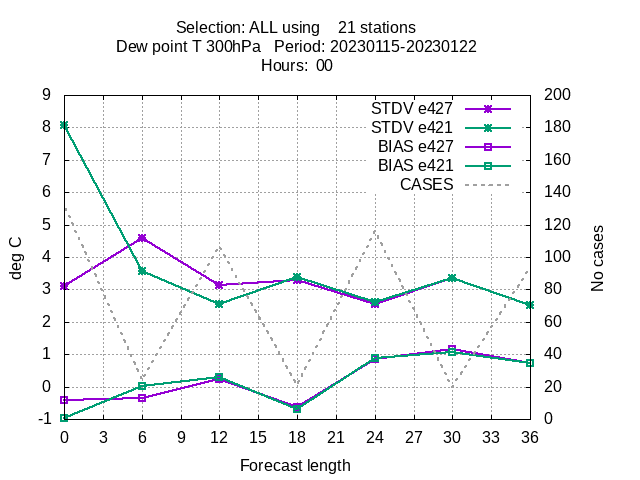 Selection: ALL using    21 stations
Dew point T 300hPa   Period: 20230115-20230122
Hours:  00
STDV e427
STDV e421
BIAS e427
BIAS e421
CASES
deg C
No cases
9
8
7
6
5
4
3
2
1
0
-1
200
180
160
140
120
100
80
60
40
20
0
0 3 6 9 12 15 18 21 24 27 30 33 36
Forecast length